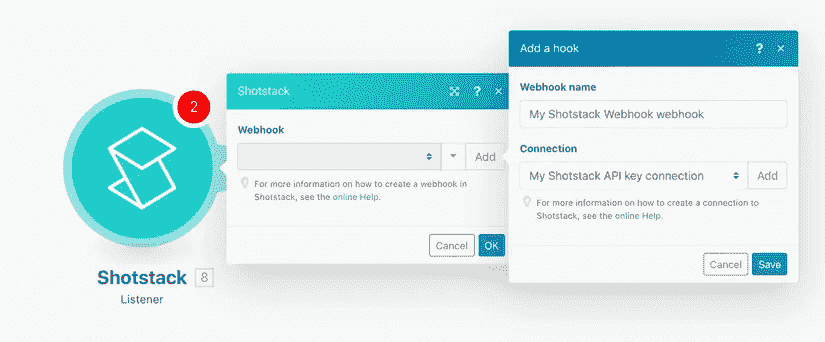 2
Shotstack 8
Listener
Shotstack ? ×
Webhook
Add
For more information on how to create a webhook in
Shotstack, see the online Help.
Cancel OK
Add a hook ? ×
Webhook name
My Shotstack Webhook webhook
Connection
My Shotstack API key connection Add
For more information on how to create a connection to
Shotstack, see the online Help.
Cancel Save